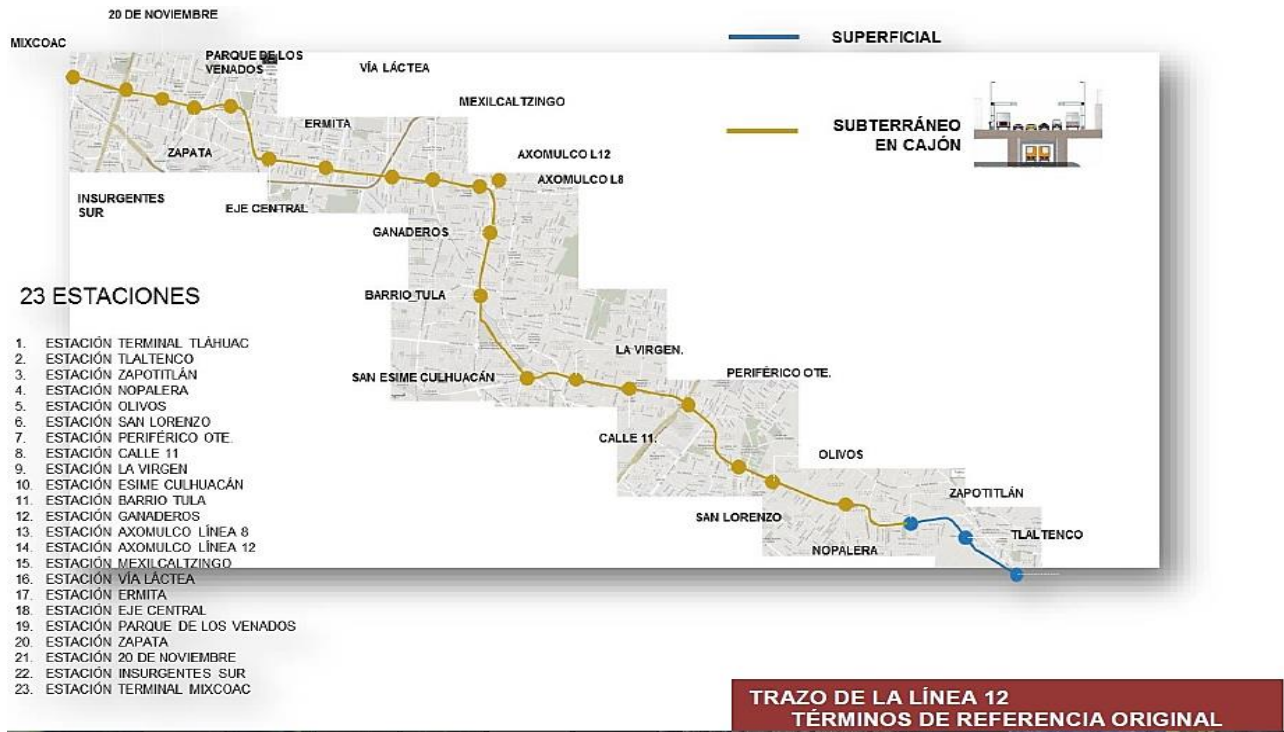 20 DE NOVIEMBRE
MIXCOAC
PARQUE DE LOS
VENADOS
VÍA LÁCTEA
MEXILCALTZINGO
ERMITA
ZAPATA
AXOMULCO L12
AXOMULCO L8
INSURGENTES
SUR
EJE CENTRAL
GANADEROS
BARRIO TULA
LA VIRGEN.
SAN ESIME CULHUACÁN
PERIFÉRICO OTE.
CALLE 11.
OLIVOS
SAN LORENZO
ZAPOTITLÁN
NOPALERA
TLALTENCO
SUPERFICIAL
SUBTERRÁNEO
EN CAJÓN
23 ESTACIONES
1. ESTACIÓN TERMINAL TLÁHUAC
2. ESTACIÓN TLALTENCO
3. ESTACIÓN ZAPOTITLÁN
4. ESTACIÓN NOPALERA
5. ESTACIÓN OLIVOS
6. ESTACIÓN SAN LORENZO
7. ESTACIÓN PERIFÉRICO OTE.
8. ESTACIÓN CALLE 11
9. ESTACIÓN LA VIRGEN
10. ESTACIÓN ESIME CULHUACÁN
11. ESTACIÓN BARRIO TULA
12. ESTACIÓN GANADEROS
13. ESTACIÓN AXOMULCO LÍNEA 8
14. ESTACIÓN AXOMULCO LÍNEA 12
15. ESTACIÓN MEXILCALTZINGO
16. ESTACIÓN VÍA LÁCTEA
17. ESTACIÓN ERMITA
18. ESTACIÓN EJE CENTRAL
19. ESTACIÓN PARQUE DE LOS VENADOS
20. ESTACIÓN ZAPATA
21. ESTACIÓN 20 DE NOVIEMBRE
22. ESTACIÓN INSURGENTES SUR
23. ESTACIÓN TERMINAL MIXCOAC
TRAZO DE LA LÍNEA 12
TÉRMINOS DE REFERENCIA ORIGINAL